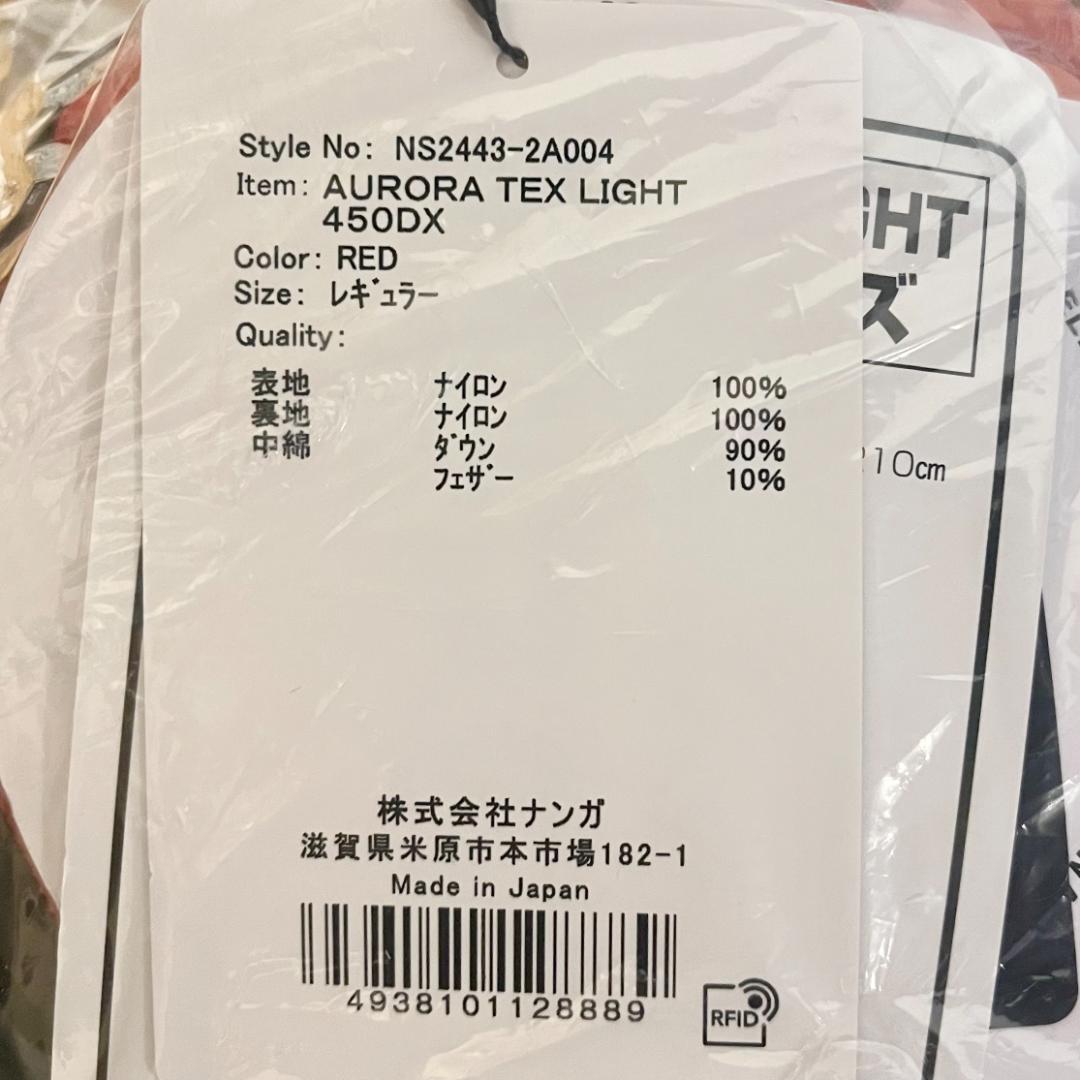 Style No: NS2443-2A004
Item: AURORA TEX LIGHT
450DX
Color: RED
Size: レギュラー
Quality:
表地 ナイロン 100%
裏地 ナイロン 100%
中綿 ダウン 90%
フェザー 10%
株式会社ナンガ
滋賀県米原市本市場182-1
Made in Japan
4938101128889
RFID
GHT
ズ
210cm